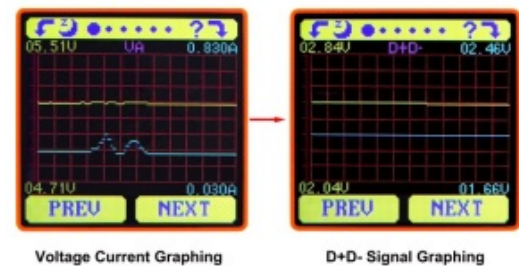 05.51V VA 0.830A
04.71V 0.030A
PREV NEXT
Voltage Current Graphing
?
02.84V D+D- 02.46V
02.04V 01.66V
PREV NEXT
D+D- Signal Graphing
?